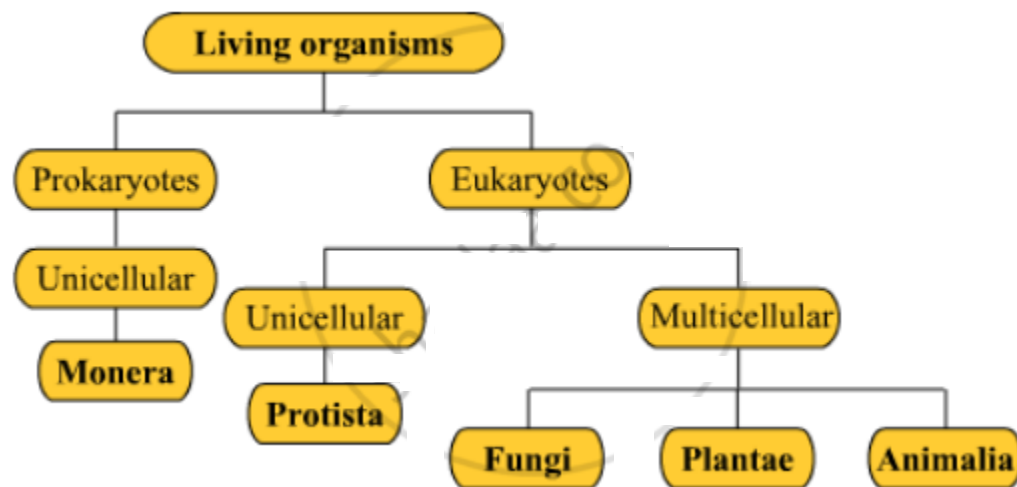 Living organisms
Prokaryotes
Eukaryotes
Unicellular
Unicellular
Multicellular
Monera
Protista
Fungi
Plantae
Animalia